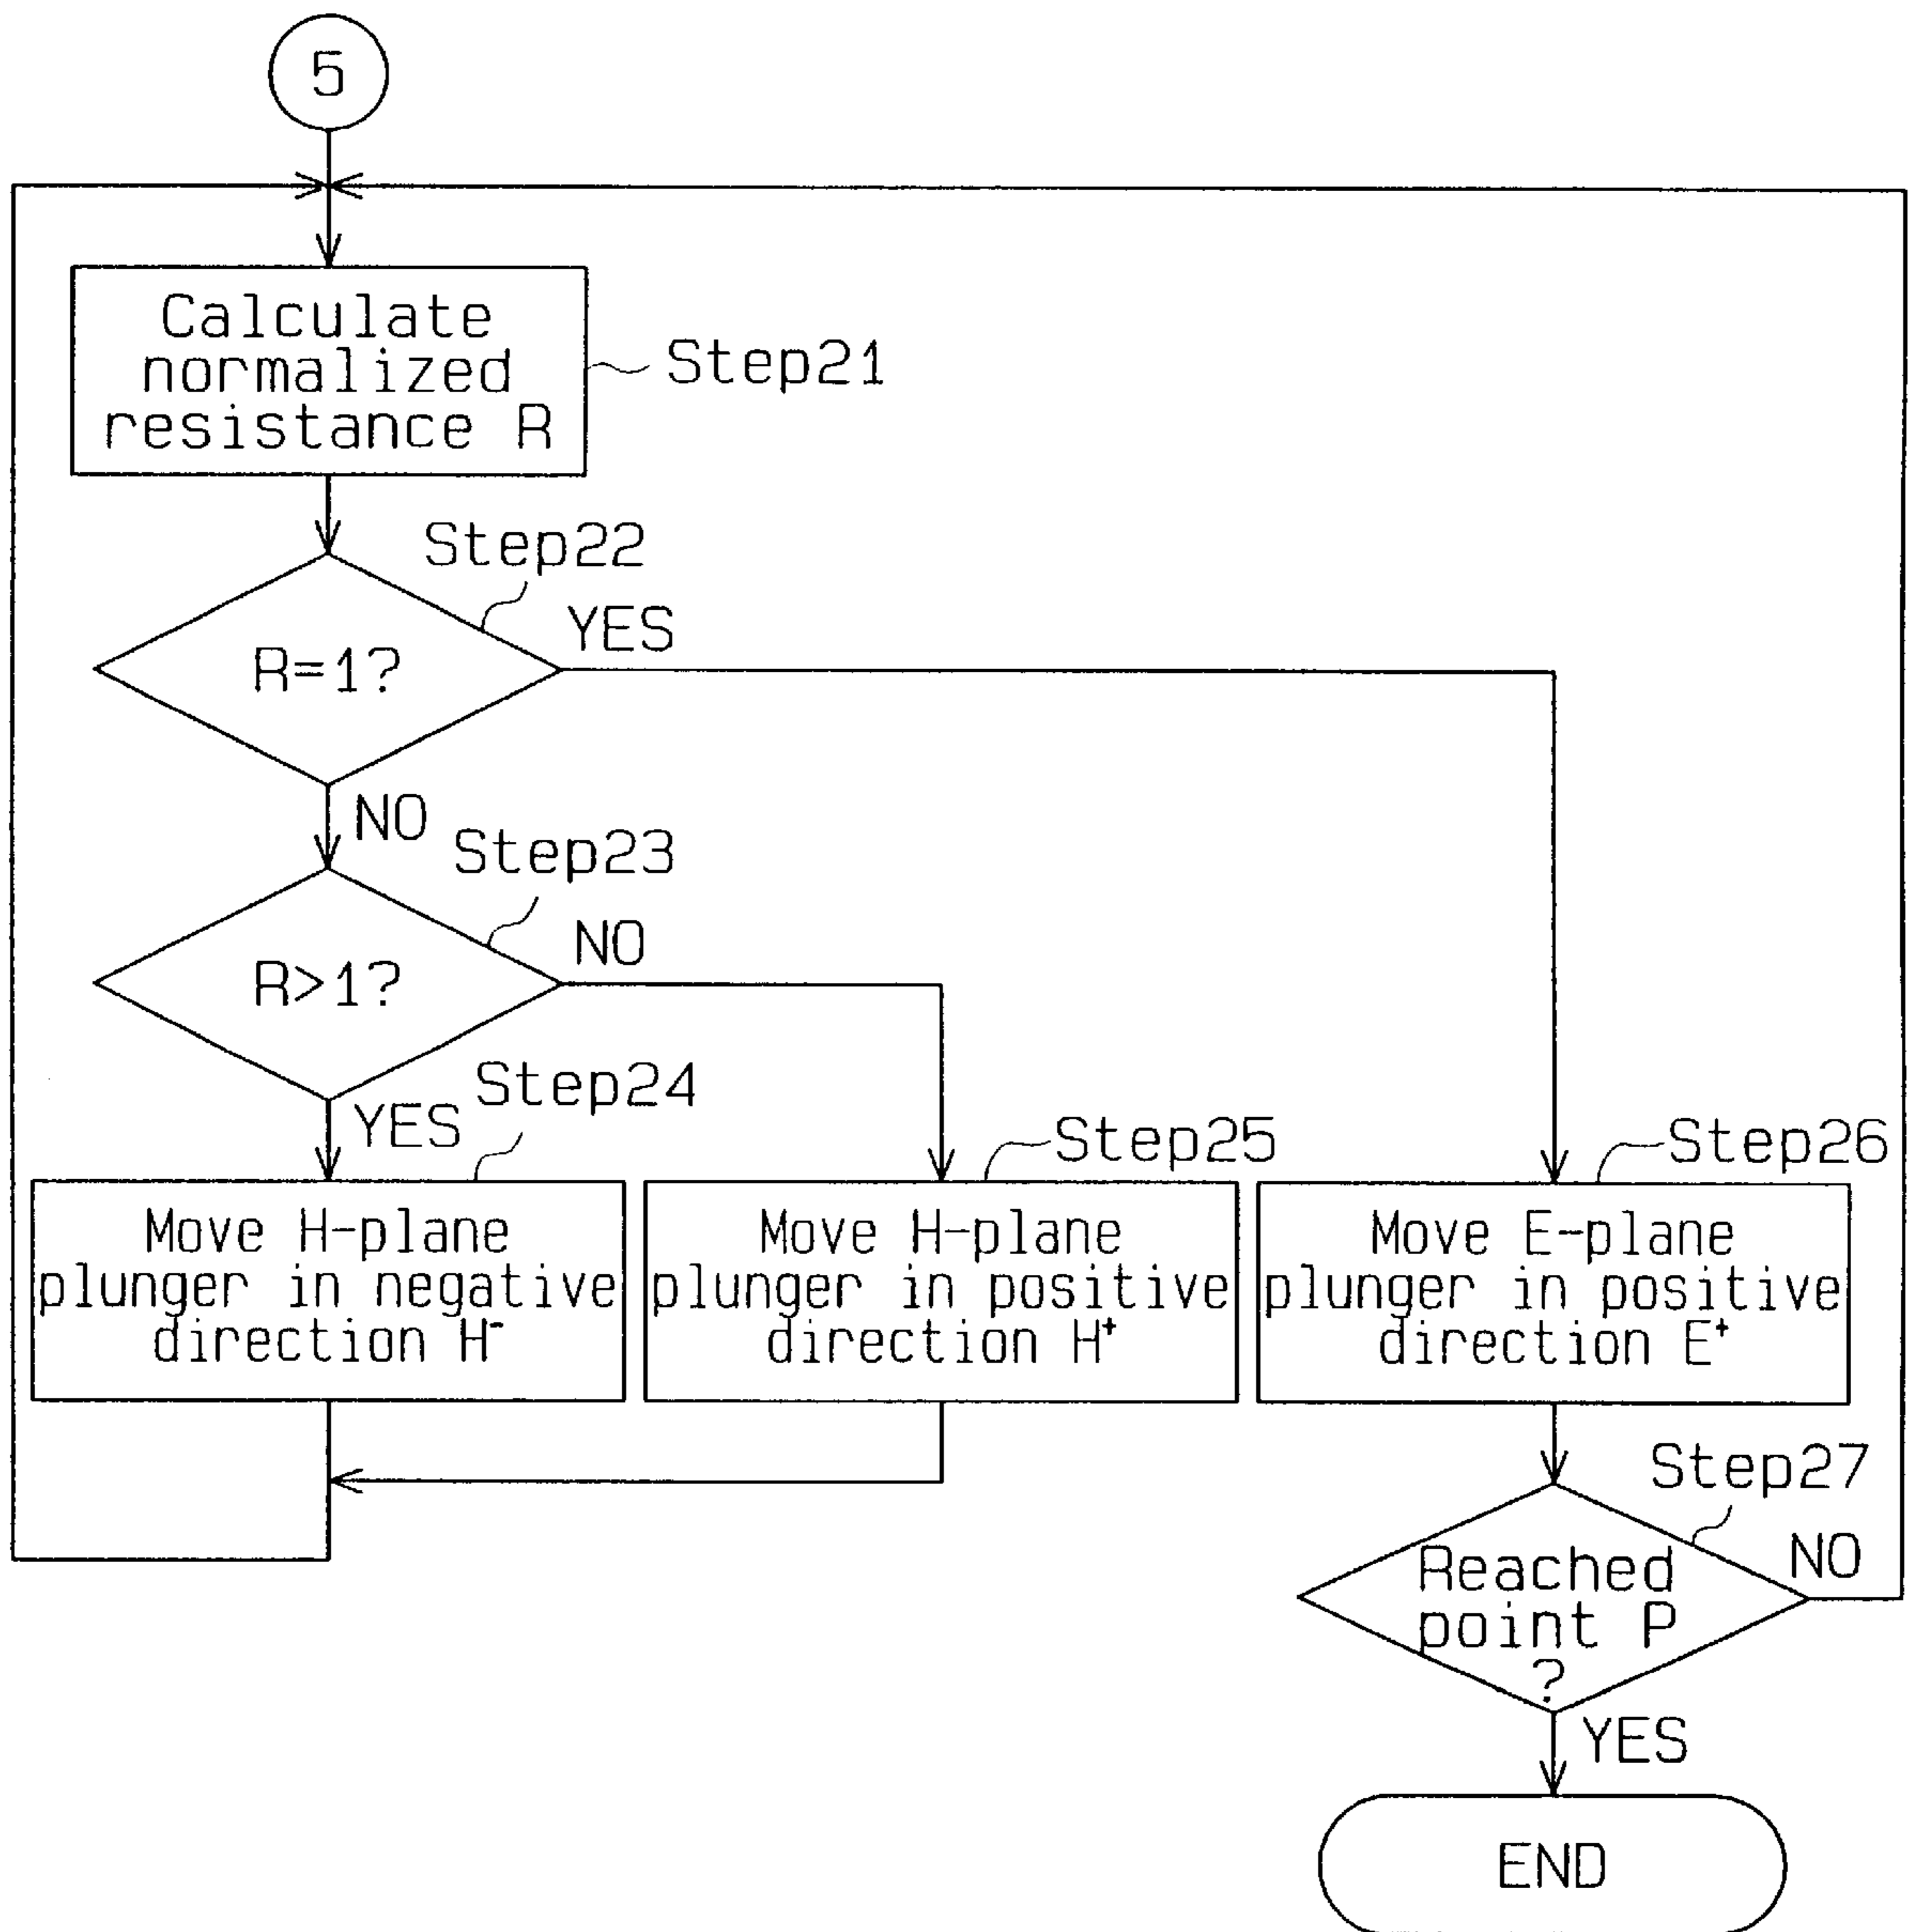 5
Calculate
normalized
resistance R
Step21
Step22
YES
R=1?
NO
Step23
NO
R>1?
Step24
YES
Step25
Step26
Move H-plane
plunger in negative
direction H⁻
Move H-plane
plunger in positive
direction H⁺
Move E-plane
plunger in positive
direction E⁺
Step27
NO
Reached
point P
?
YES
END